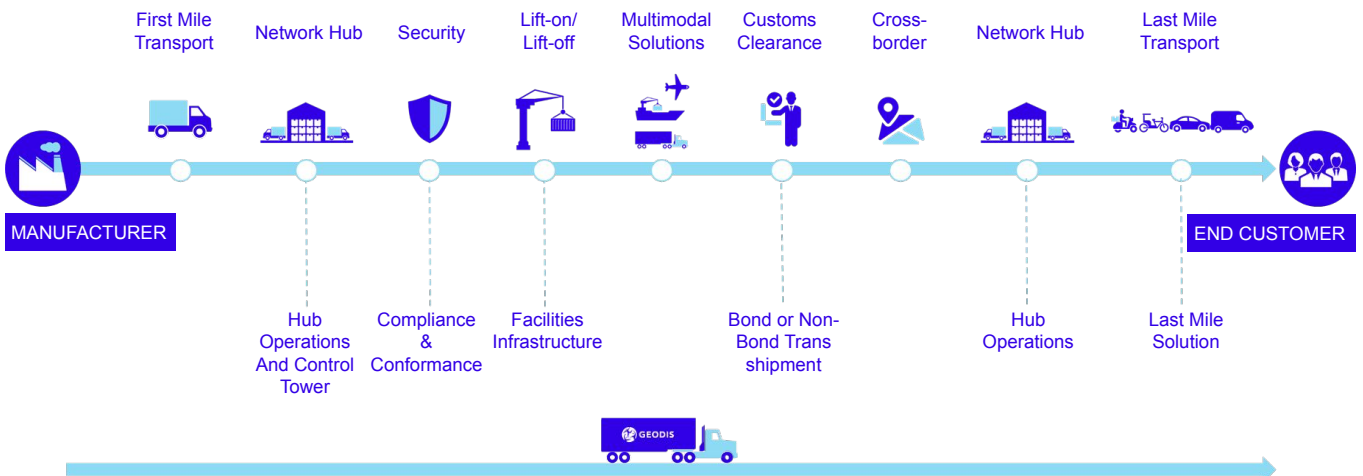 First Mile
Transport
Network Hub
Security
Lift-on/
Lift-off
Multimodal
Solutions
Customs
Clearance
Cross-
border
Network Hub
Last Mile
Transport
MANUFACTURER
END CUSTOMER
Hub
Operations
And Control
Tower
Compliance
&
Conformance
Facilities
Infrastructure
Bond or Non-
Bond Trans
shipment
Hub
Operations
Last Mile
Solution
GEODIS